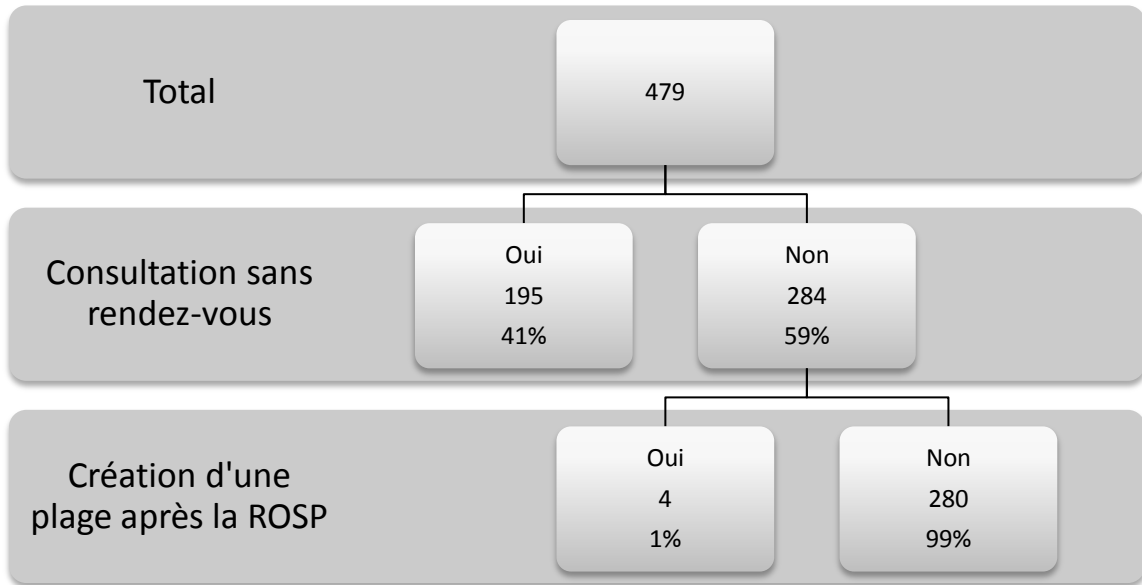 Total
479
Consultation sans
rendez-vous
Oui
195
41%
Non
284
59%
Création d'une
plage après la ROSP
Oui
4
1%
Non
280
99%